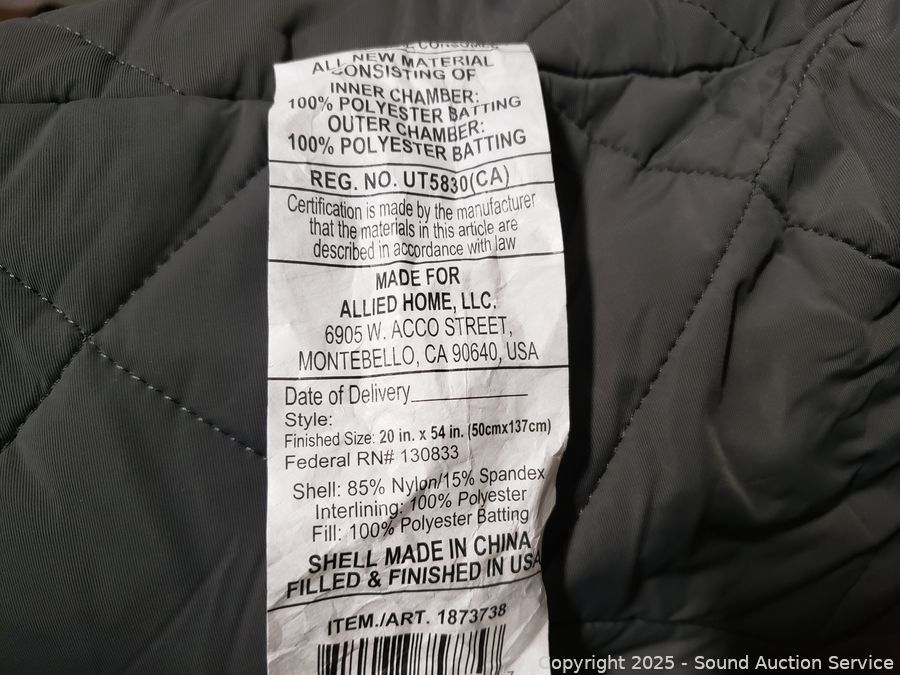 CONSUMER
ALL NEW MATERIAL
CONSISTING OF
INNER CHAMBER:
100% POLYESTER BATTING
OUTER CHAMBER:
100% POLYESTER BATTING
REG. NO. UT5830(CA)
Certification is made by the manufacturer
that the materials in this article are
described in accordance with law
MADE FOR
ALLIED HOME, LLC.
6905 W. ACCO STREET,
MONTEBELLO, CA 90640, USA
Date of Delivery
Style:
Finished Size: 20 in. x 54 in. (50cmx137cm)
Federal RN# 130833
Shell: 85% Nylon/15% Spandex
Interlining: 100% Polyester
Fill: 100% Polyester Batting
SHELL MADE IN CHINA
FILLED & FINISHED IN USA
ITEM./ART. 1873738
Copyright 2025 - Sound Auction Service